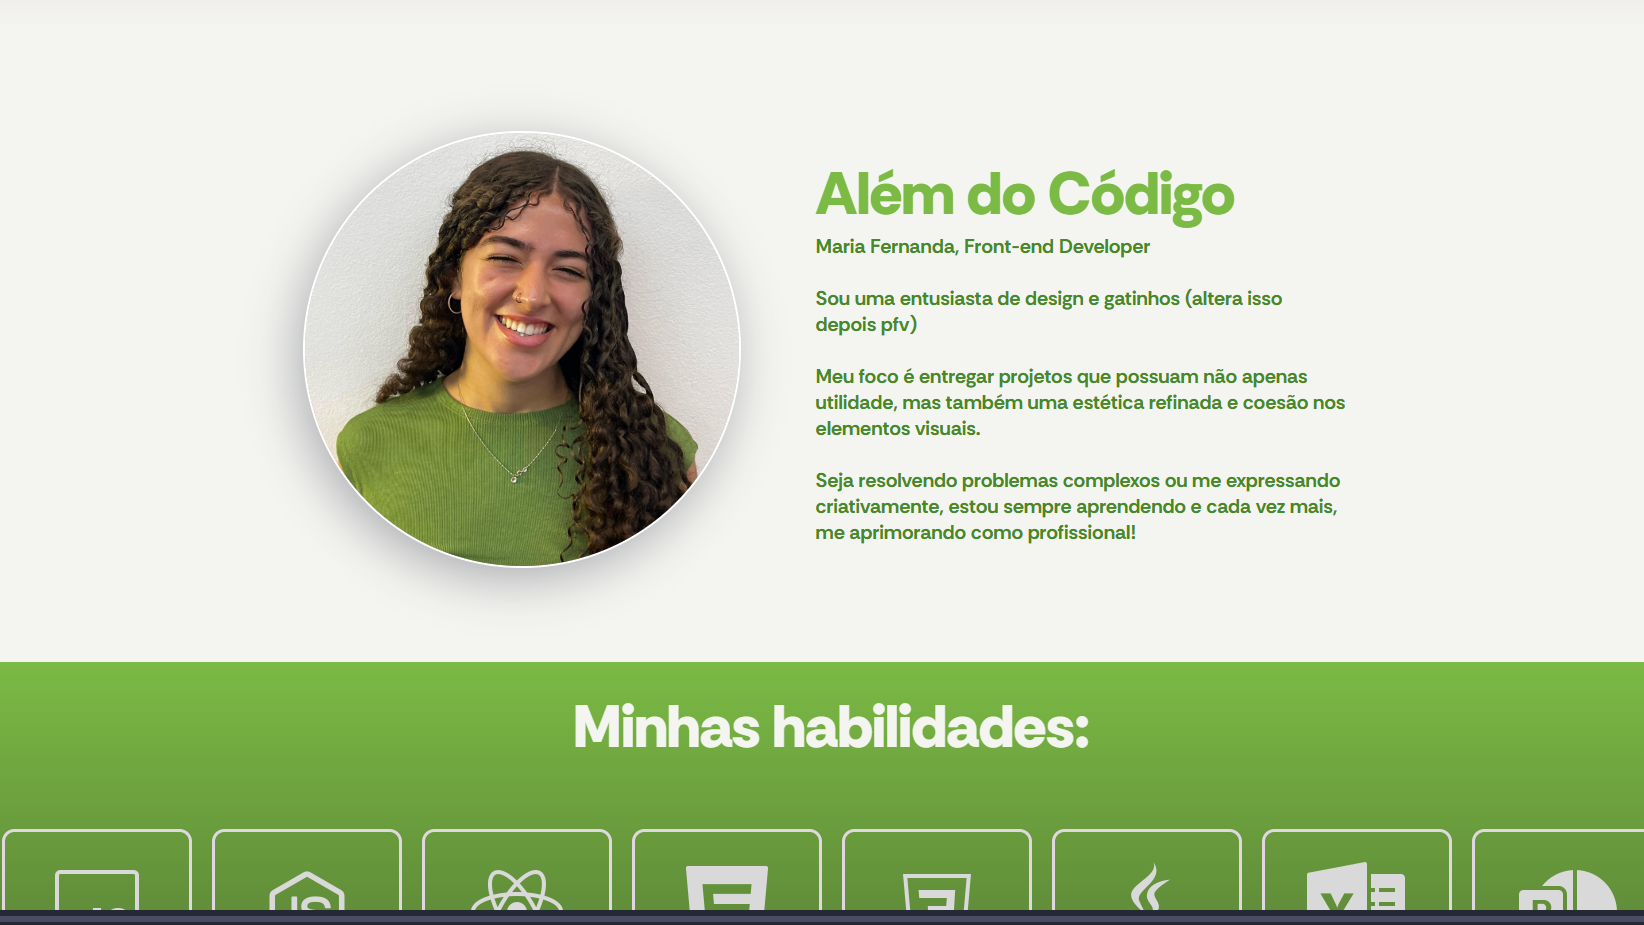 Além do Código
Maria Fernanda, Front-end Developer
Sou uma entusiasta de design e gatinhos (altera isso
depois pfv)
Meu foco é entregar projetos que possuam não apenas
utilidade, mas também uma estética refinada e coesão nos
elementos visuais.
Seja resolvendo problemas complexos ou me expressando
criativamente, estou sempre aprendendo e cada vez mais,
me aprimorando como profissional!
Minhas habilidades: